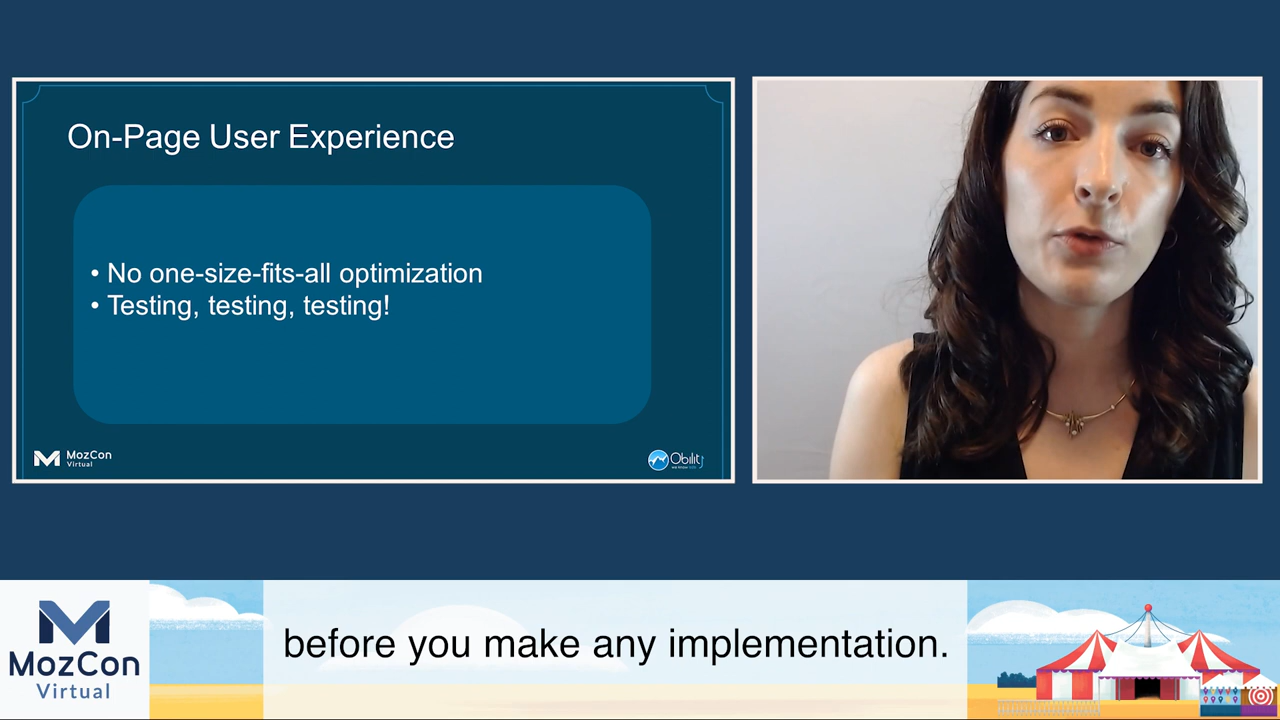 On-Page User Experience
• No one-size-fits-all optimization
• Testing, testing, testing!
MozCon
Virtual
Obility
before you make any implementation.
MozCon
Virtual